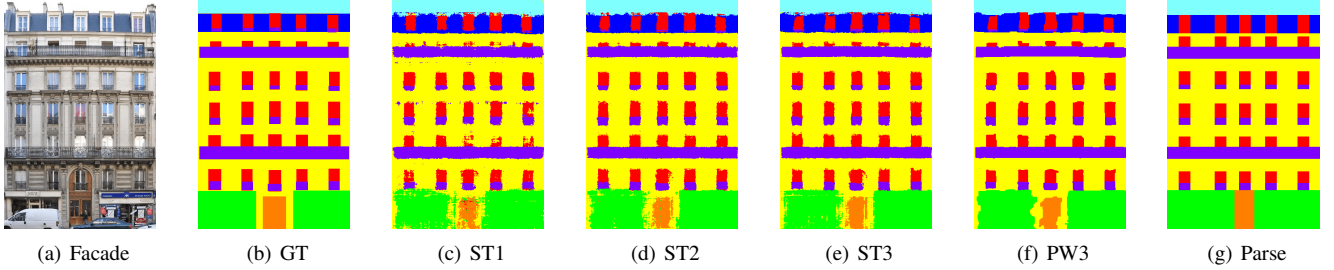 (a) Facade
(b) GT
(c) ST1
(d) ST2
(e) ST3
(f) PW3
(g) Parse